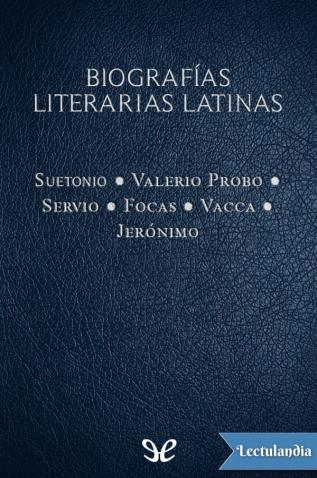 BIOGRAFÍAS
LITERARIAS LATINAS
SUETONIO ● VALERIO PROBO ●
SERVIO ● FOCAS ● VACCA ●
JERÓNIMO
Lectulandia